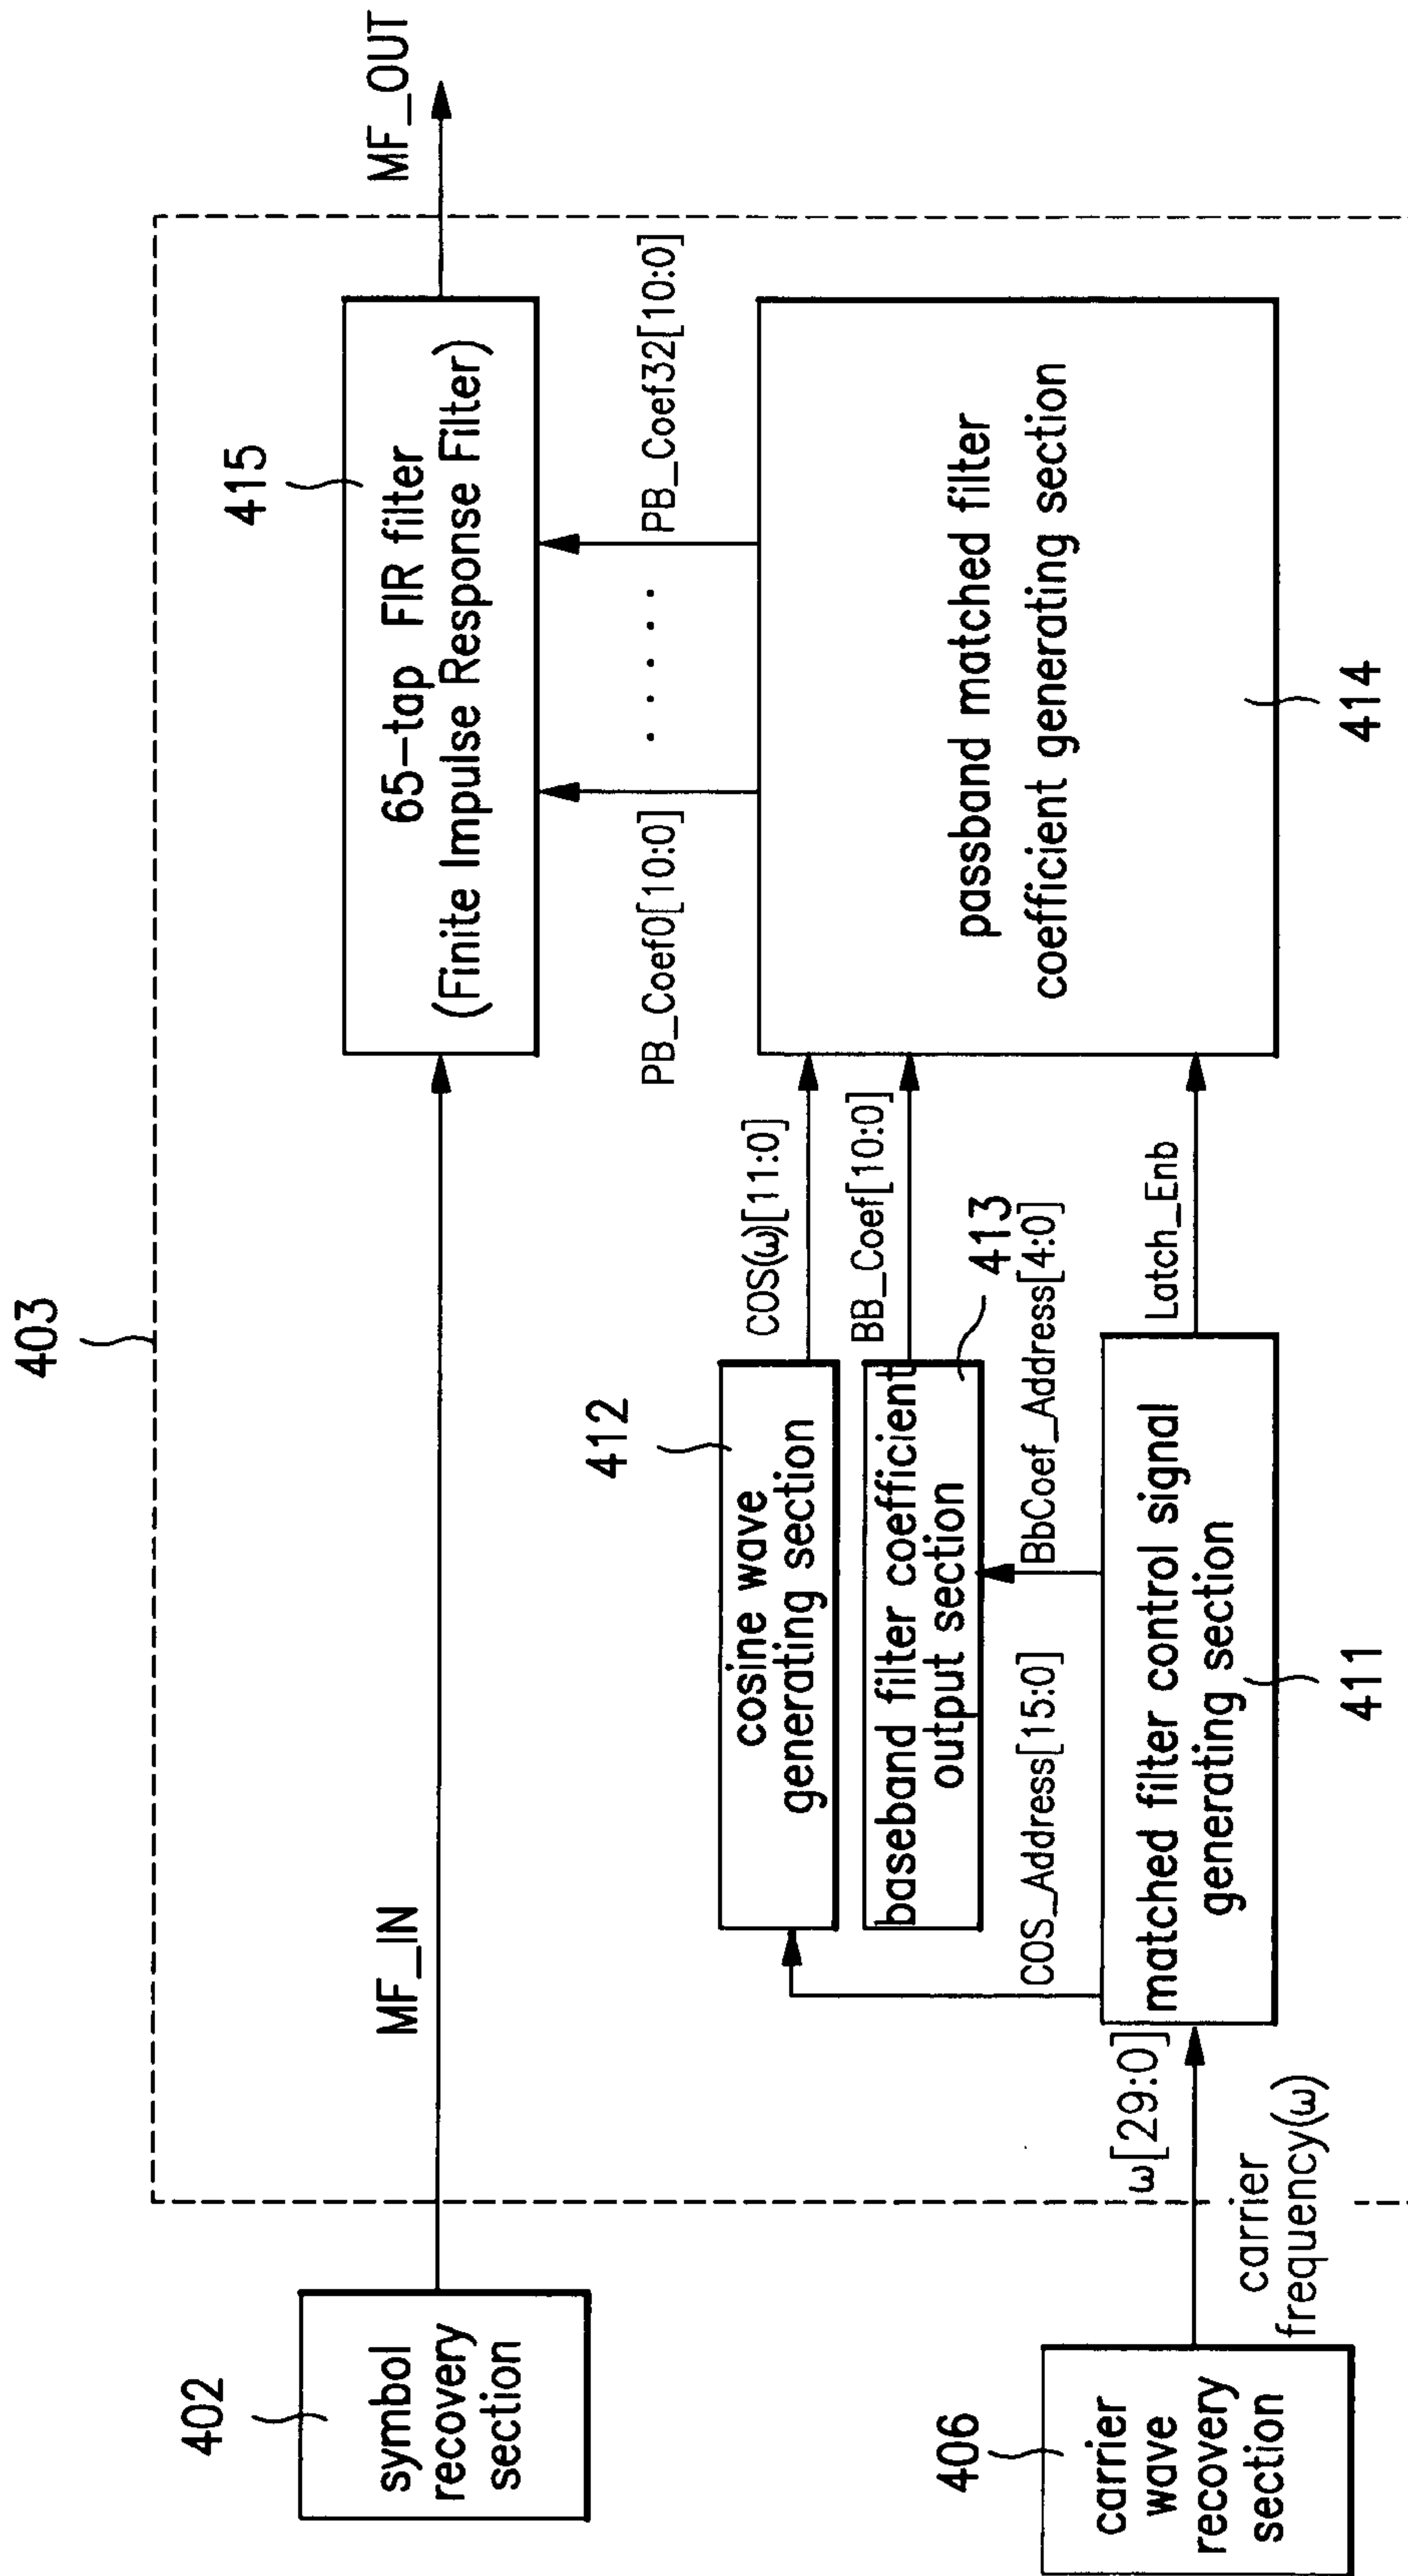 403
402
symbol
recovery
section
MF_IN
415
65-tap FIR filter
(Finite Impulse Response Filter)
MF_OUT
PB_Coef0[10:0]
. . . . .
PB_Coef32[10:0]
412
cosine wave
generating section
COS(ω)[11:0]
baseband filter coefficient
output section
BB_Coef[10:0]
413
COS_Address[15:0]
BbCoef_Address[4:0]
passband matched filter
coefficient generating section
414
406
carrier
wave
recovery
section
ω[29:0]
carrier
frequency(ω)
matched filter control signal
generating section
411
Latch_Enb